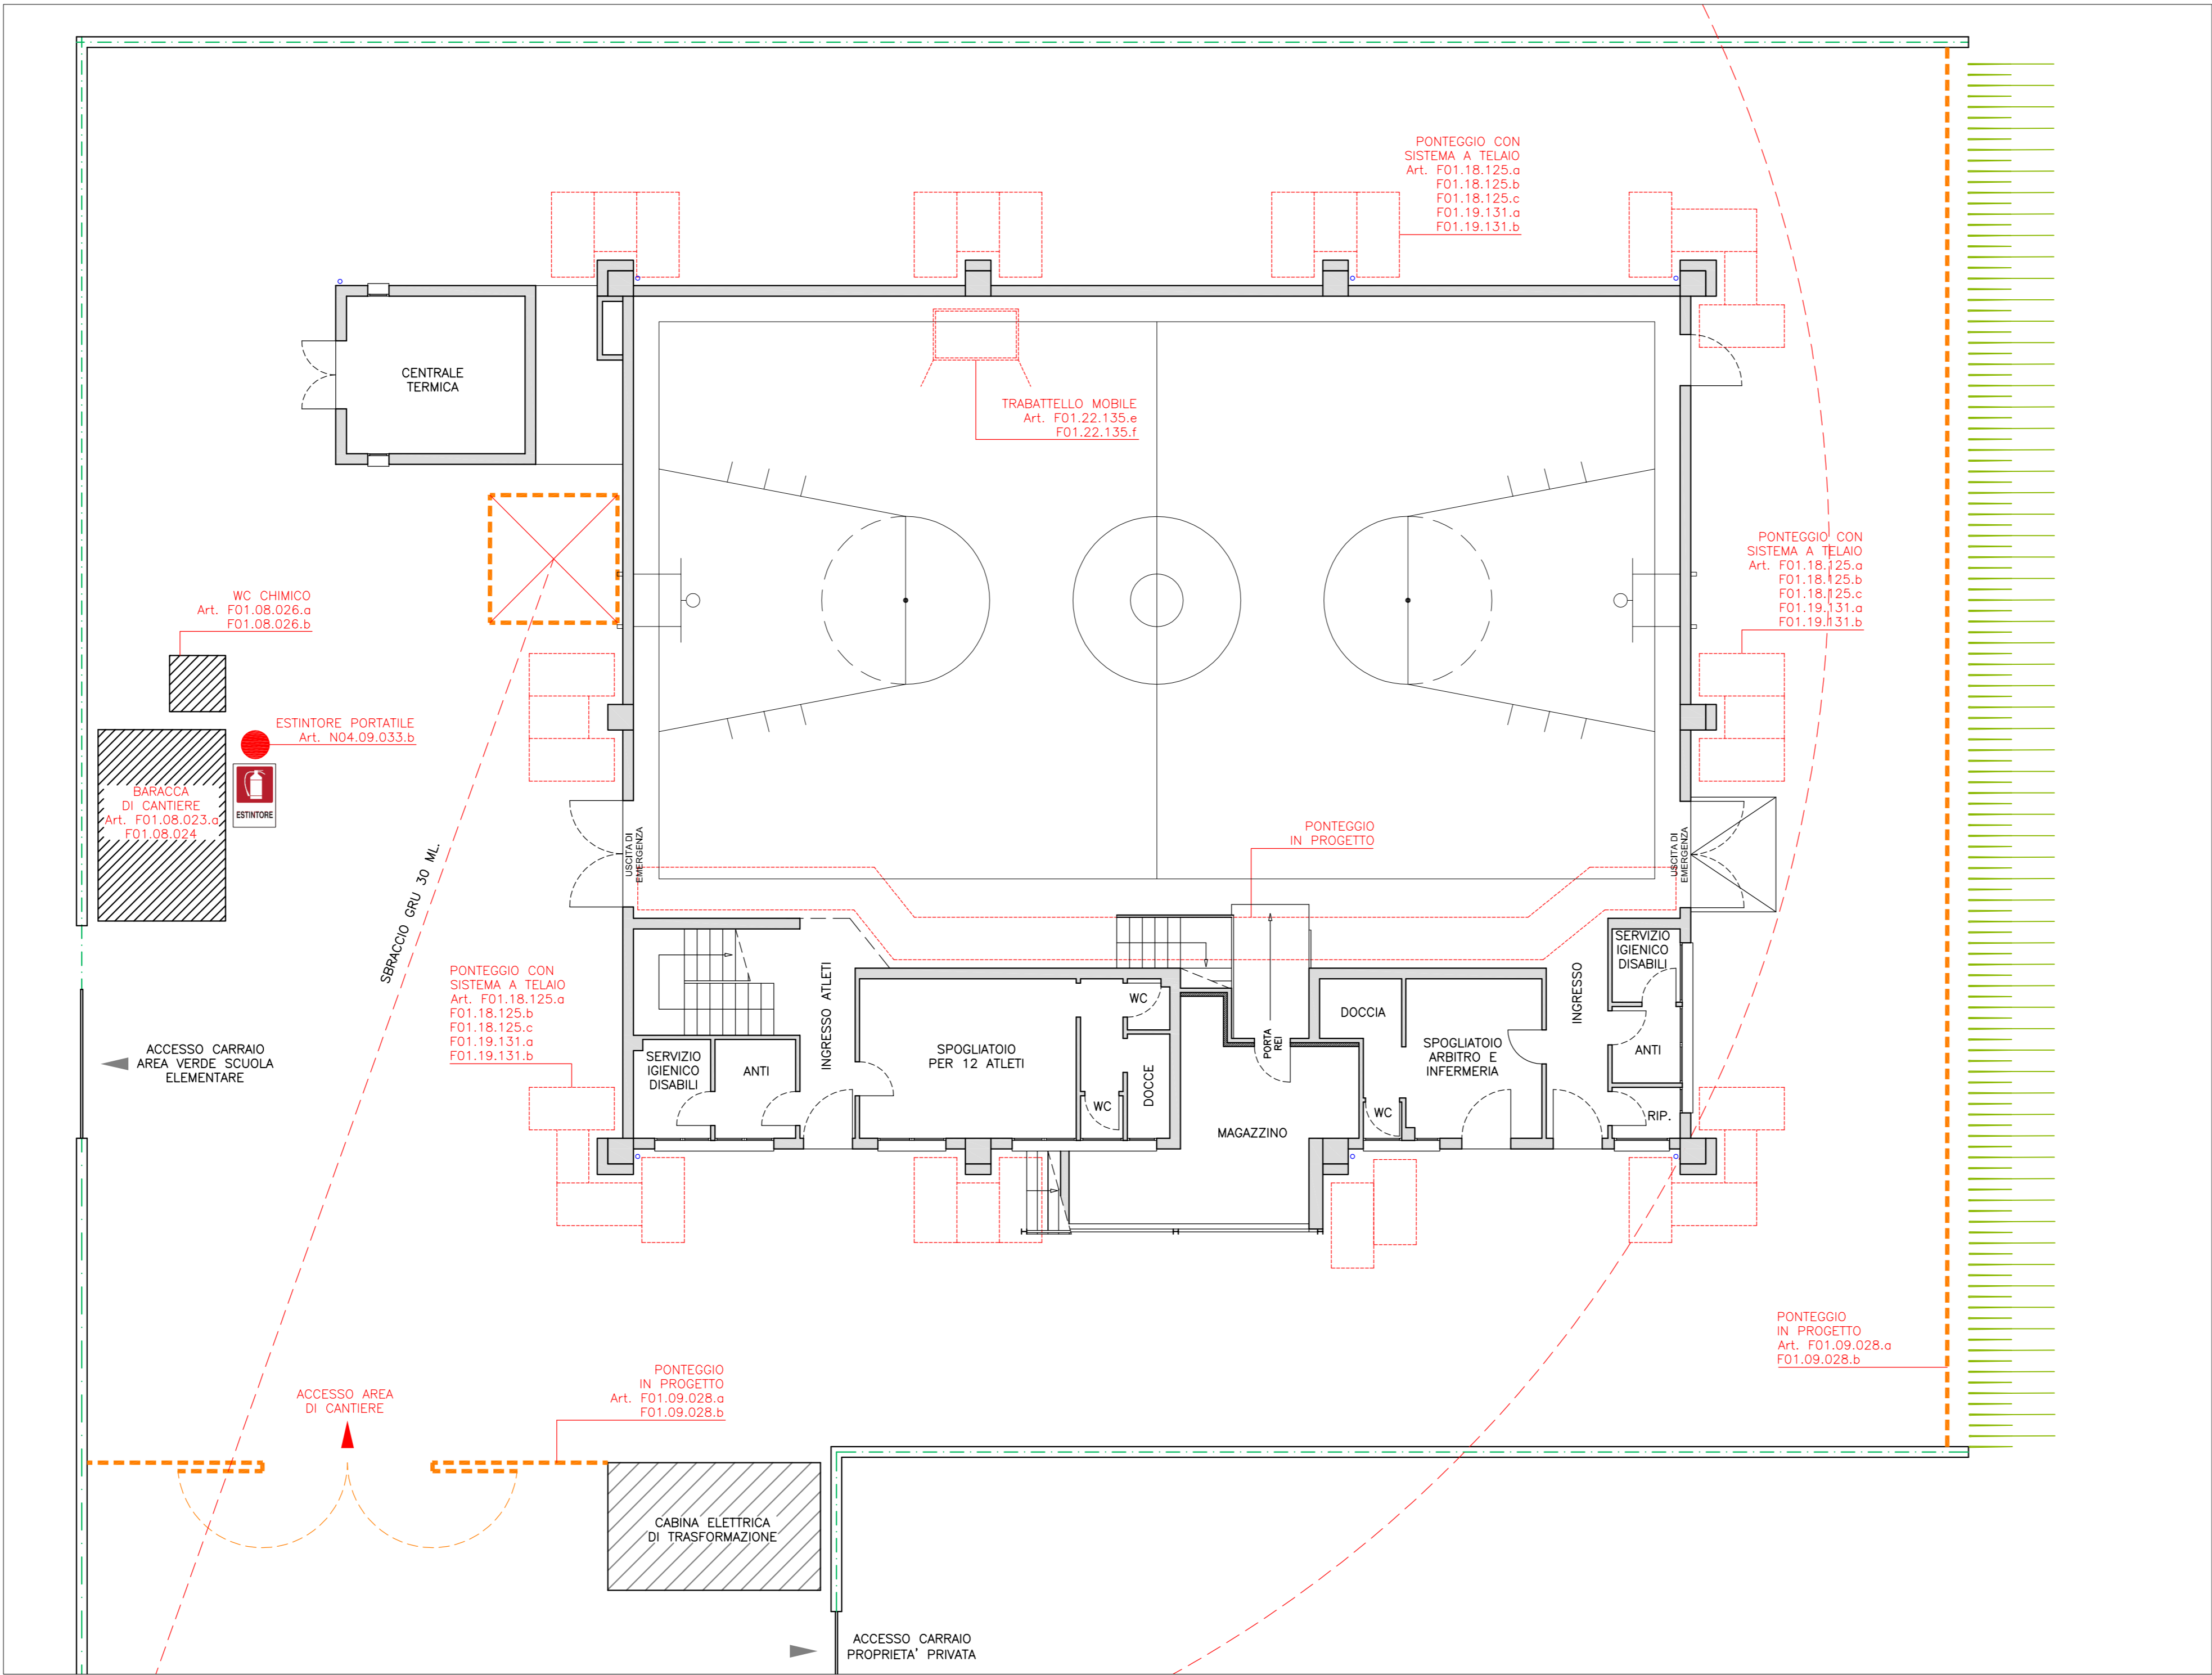 PONTEGGIO CON
SISTEMA A TELAIO
Art. F01.18.125.a
F01.18.125.b
F01.18.125.c
F01.19.131.a
F01.19.131.b
CENTRALE
TERMICA
TRABATTELLO MOBILE
Art. F01.22.135.e
F01.22.135.f
PONTEGGIO CON
SISTEMA A TELAIO
Art. F01.18.125.a
F01.18.125.b
F01.18.125.c
F01.19.131.a
F01.19.131.b
WC CHIMICO
Art. F01.08.026.a
F01.08.026.b
ESTINTORE PORTATILE
Art. N04.09.033.b
ESTINTORE
BARACCA
DI CANTIERE
Art. F01.08.023.a
F01.08.024
SBRACCIO GRU 30 ML.
USCITA DI
EMERGENZA
PONTEGGIO
IN PROGETTO
USCITA DI
EMERGENZA
PONTEGGIO CON
SISTEMA A TELAIO
Art. F01.18.125.a
F01.18.125.b
F01.18.125.c
F01.19.131.a
F01.19.131.b
ACCESSO CARRAIO
AREA VERDE SCUOLA
ELEMENTARE
SERVIZIO
IGIENICO
DISABILI
ANTI
INGRESSO ATLETI
SPOGLIATOIO
PER 12 ATLETI
WC
WC
DOCCE
PORTA
REI
MAGAZZINO
DOCCIA
WC
SPOGLIATOIO
ARBITRO E
INFERMERIA
INGRESSO
SERVIZIO
IGIENICO
DISABILI
ANTI
RIP.
PONTEGGIO
IN PROGETTO
Art. F01.09.028.a
F01.09.028.b
ACCESSO AREA
DI CANTIERE
PONTEGGIO
IN PROGETTO
Art. F01.09.028.a
F01.09.028.b
CABINA ELETTRICA
DI TRASFORMAZIONE
ACCESSO CARRAIO
PROPRIETA' PRIVATA